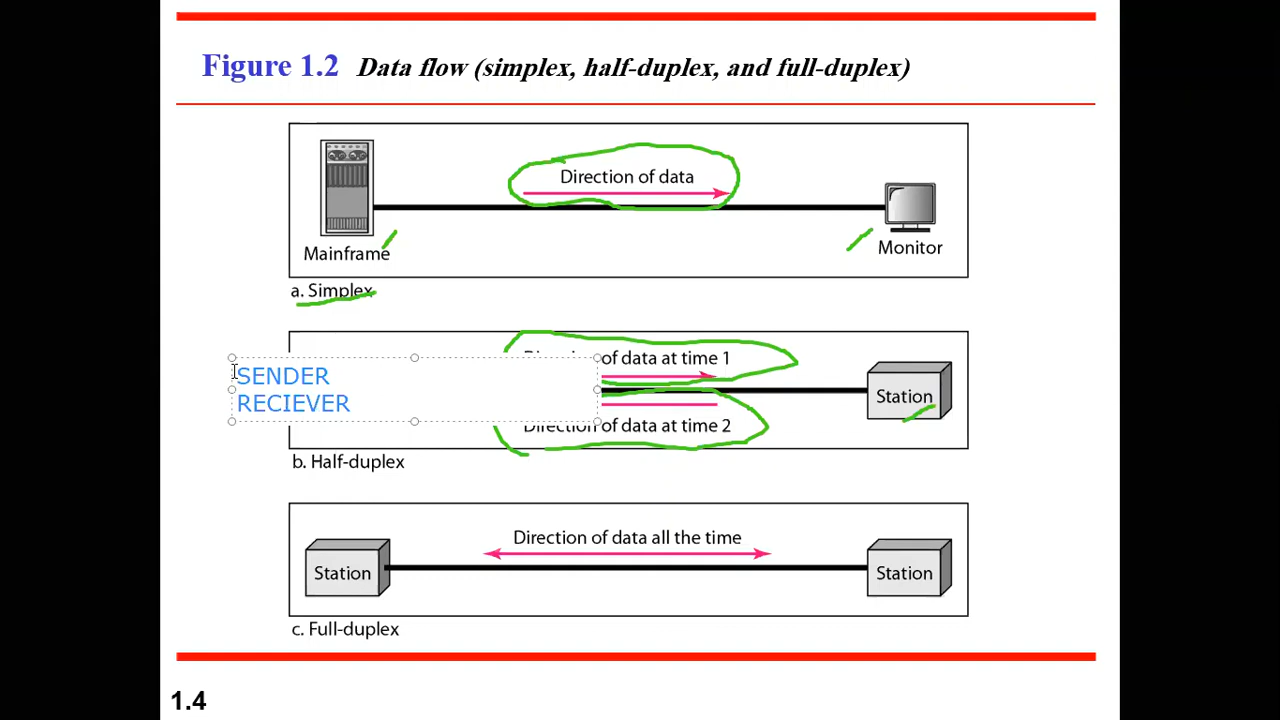 Figure 1.2 Data flow (simplex, half-duplex, and full-duplex)
Direction of data
Mainframe
Monitor
a. Simplex
of data at time 1
SENDER
RECIEVER
Station
Direction of data at time 2
b. Half-duplex
Direction of data all the time
Station
Station
c. Full-duplex
1.4